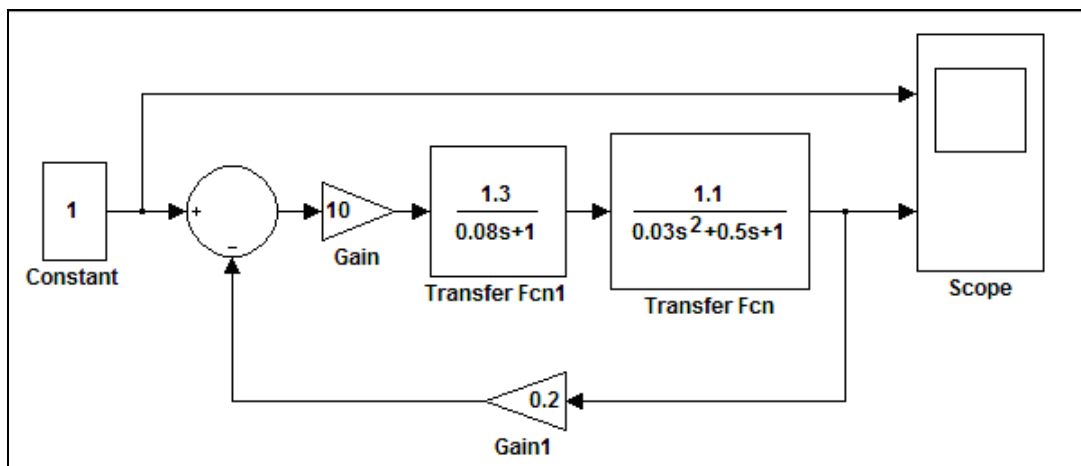 1
Constant
+
−
10
Gain
1.3
0.08s+1
Transfer Fcn1
1.1
0.03s²+0.5s+1
Transfer Fcn
Scope
0.2
Gain1